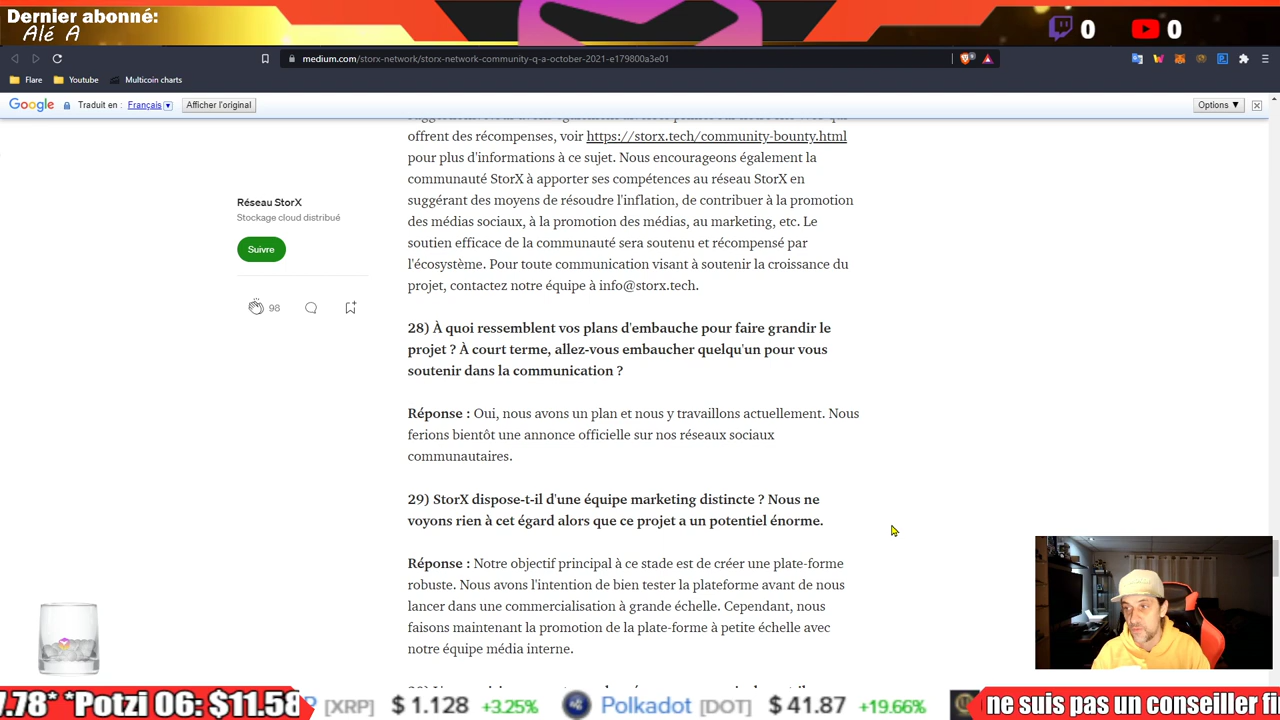 Dernier abonné:
Alé A
0
0
medium.com/storx-network/storx-network-community-q-a-october-2021-e179800a3e01
Flare
Youtube
Multicoin charts
Google
Traduit en :
Français
Afficher l'original
Options ▼
offrent des récompenses, voir https://storx.tech/community-bounty.html
pour plus d'informations à ce sujet. Nous encourageons également la
communauté StorX à apporter ses compétences au réseau StorX en
suggérant des moyens de résoudre l'inflation, de contribuer à la promotion
des médias sociaux, à la promotion des médias, au marketing, etc. Le
soutien efficace de la communauté sera soutenu et récompensé par
l'écosystème. Pour toute communication visant à soutenir la croissance du
projet, contactez notre équipe à info@storx.tech.
Réseau StorX
Stockage cloud distribué
Suivre
98
28) À quoi ressemblent vos plans d'embauche pour faire grandir le
projet ? À court terme, allez-vous embaucher quelqu'un pour vous
soutenir dans la communication ?
Réponse : Oui, nous avons un plan et nous y travaillons actuellement. Nous
ferions bientôt une annonce officielle sur nos réseaux sociaux
communautaires.
29) StorX dispose-t-il d'une équipe marketing distincte ? Nous ne
voyons rien à cet égard alors que ce projet a un potentiel énorme.
Réponse : Notre objectif principal à ce stade est de créer une plate-forme
robuste. Nous avons l'intention de bien tester la plateforme avant de nous
lancer dans une commercialisation à grande échelle. Cependant, nous
faisons maintenant la promotion de la plate-forme à petite échelle avec
notre équipe média interne.
7.78* *Potzi 06: $11.58
[XRP] $ 1.128 +3.25% Polkadot [DOT] $ 41.87 +19.66%
ne suis pas un conseiller fi